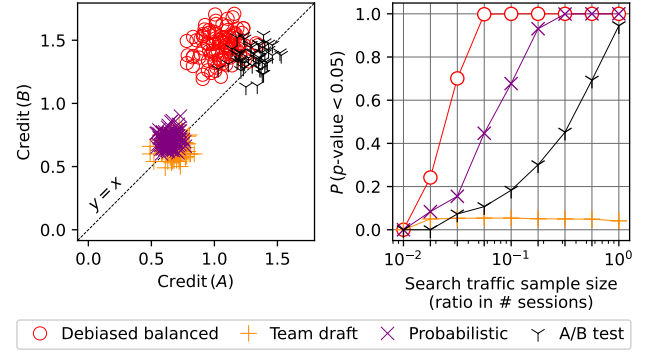 1.5
1.0
0.5
0.0
Credit (B)
y = x
0.0
0.5
1.0
1.5
Credit (A)
1.0
0.8
0.6
0.4
0.2
0.0
P (p-value < 0.05)
10⁻²
10⁻¹
10⁰
Search traffic sample size
(ratio in # sessions)
Debiased balanced
Team draft
Probabilistic
A/B test